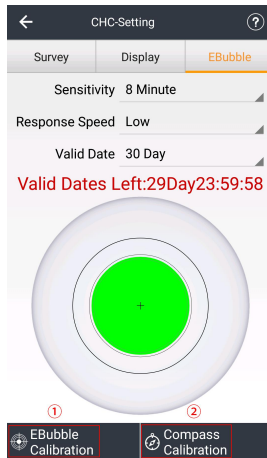 CHC-Setting ?
Survey Display EBubble
Sensitivity 8 Minute
Response Speed Low
Valid Date 30 Day
Valid Dates Left:29Day23:59:58
① ②
EBubble Compass
Calibration Calibration